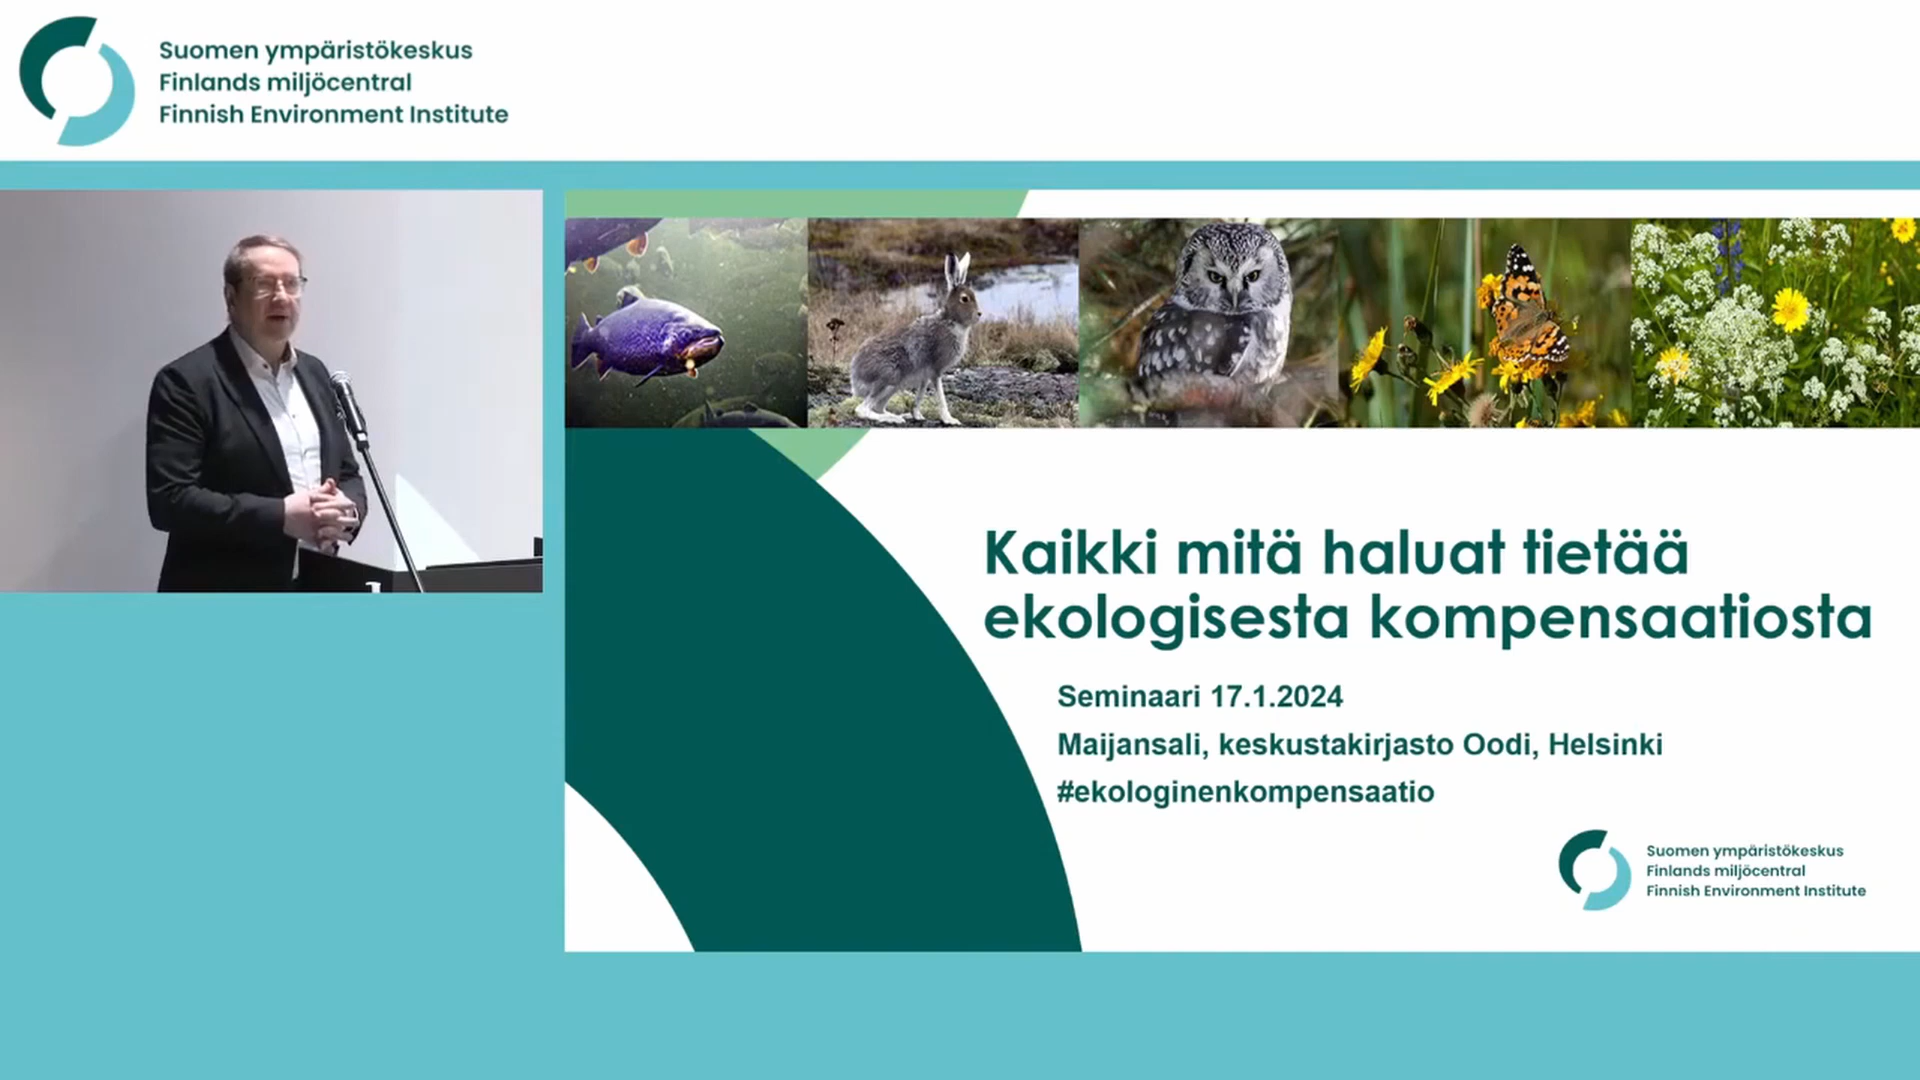 Suomen ympäristökeskus
Finlands miljöcentral
Finnish Environment Institute
Kaikki mitä haluat tietää
ekologisesta kompensaatiosta
Seminaari 17.1.2024
Maijansali, keskustakirjasto Oodi, Helsinki
#ekologinenkompensaatio
Suomen ympäristökeskus
Finlands miljöcentral
Finnish Environment Institute